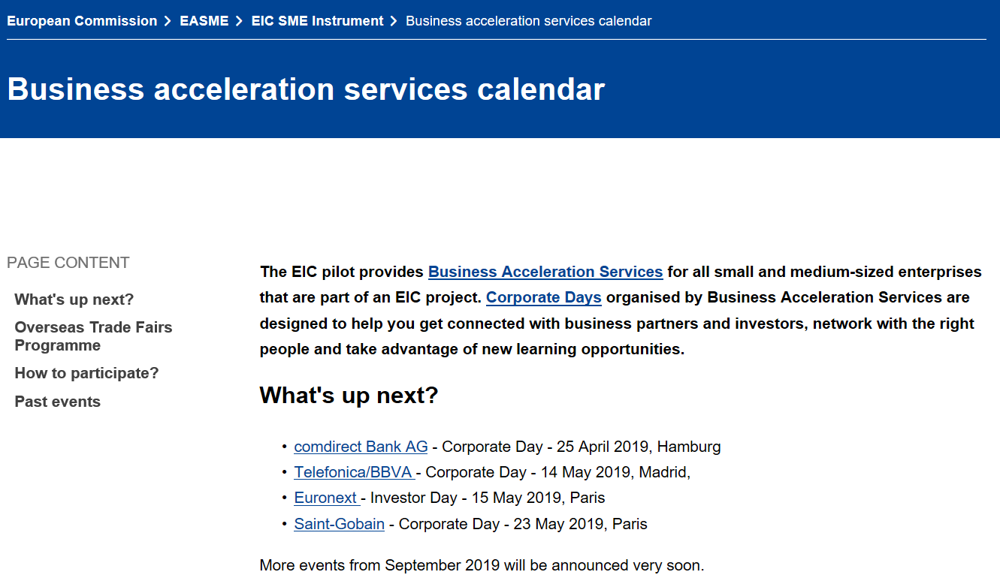 European Commission > EASME > EIC SME Instrument > Business acceleration services calendar
Business acceleration services calendar
PAGE CONTENT
What's up next?
Overseas Trade Fairs
Programme
How to participate?
Past events
The EIC pilot provides Business Acceleration Services for all small and medium-sized enterprises
that are part of an EIC project. Corporate Days organised by Business Acceleration Services are
designed to help you get connected with business partners and investors, network with the right
people and take advantage of new learning opportunities.
What's up next?
• comdirect Bank AG - Corporate Day - 25 April 2019, Hamburg
• Telefonica/BBVA - Corporate Day - 14 May 2019, Madrid,
• Euronext - Investor Day - 15 May 2019, Paris
• Saint-Gobain - Corporate Day - 23 May 2019, Paris
More events from September 2019 will be announced very soon.